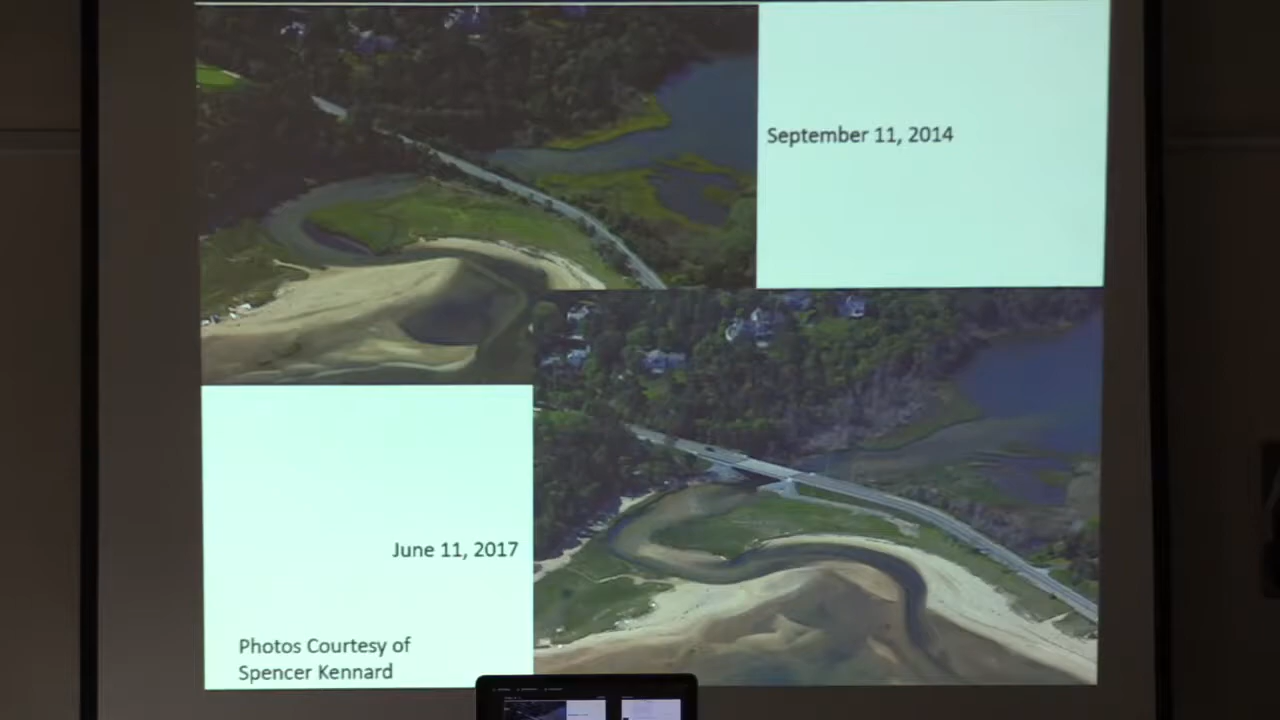 September 11, 2014
June 11, 2017
Photos Courtesy of
Spencer Kennard